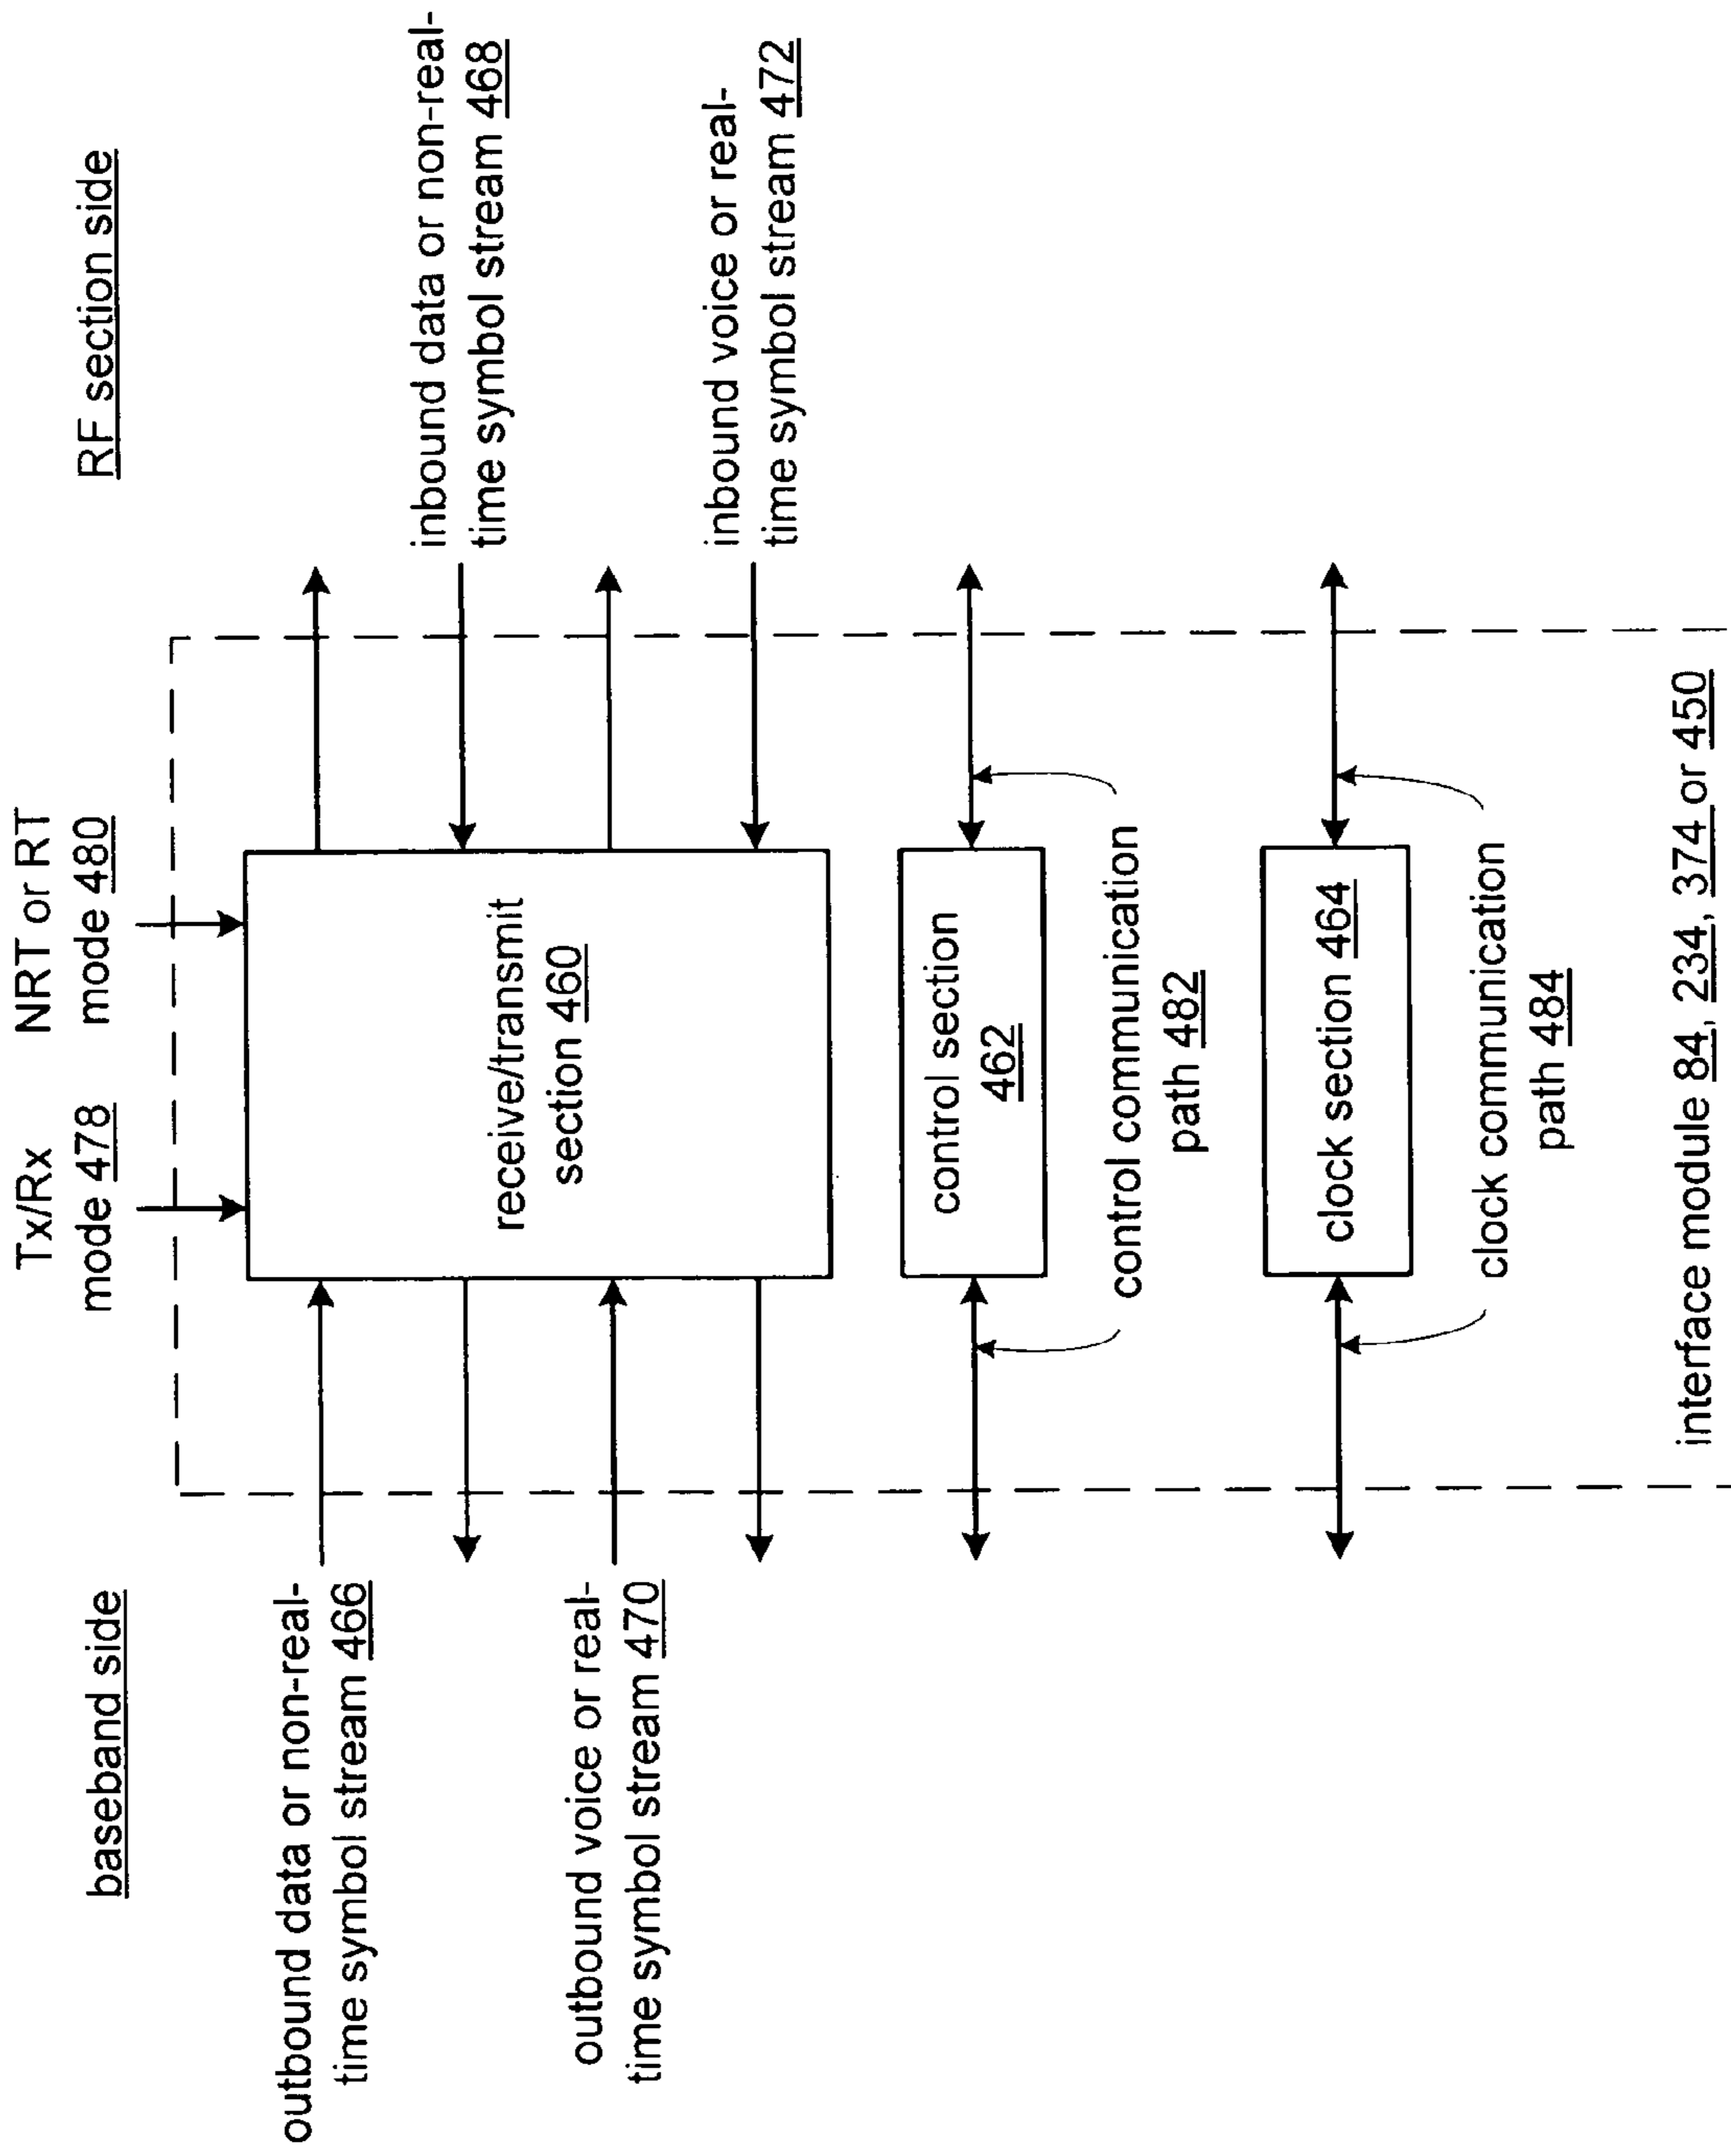 baseband side
RF section side
Tx/Rx
mode 478
NRT or RT
mode 480
outbound data or non-real-
time symbol stream 466
outbound voice or real-
time symbol stream 470
receive/transmit
section 460
inbound data or non-real-
time symbol stream 468
inbound voice or real-
time symbol stream 472
control section
462
control communication
path 482
clock section 464
clock communication
path 484
interface module 84, 234, 374 or 450